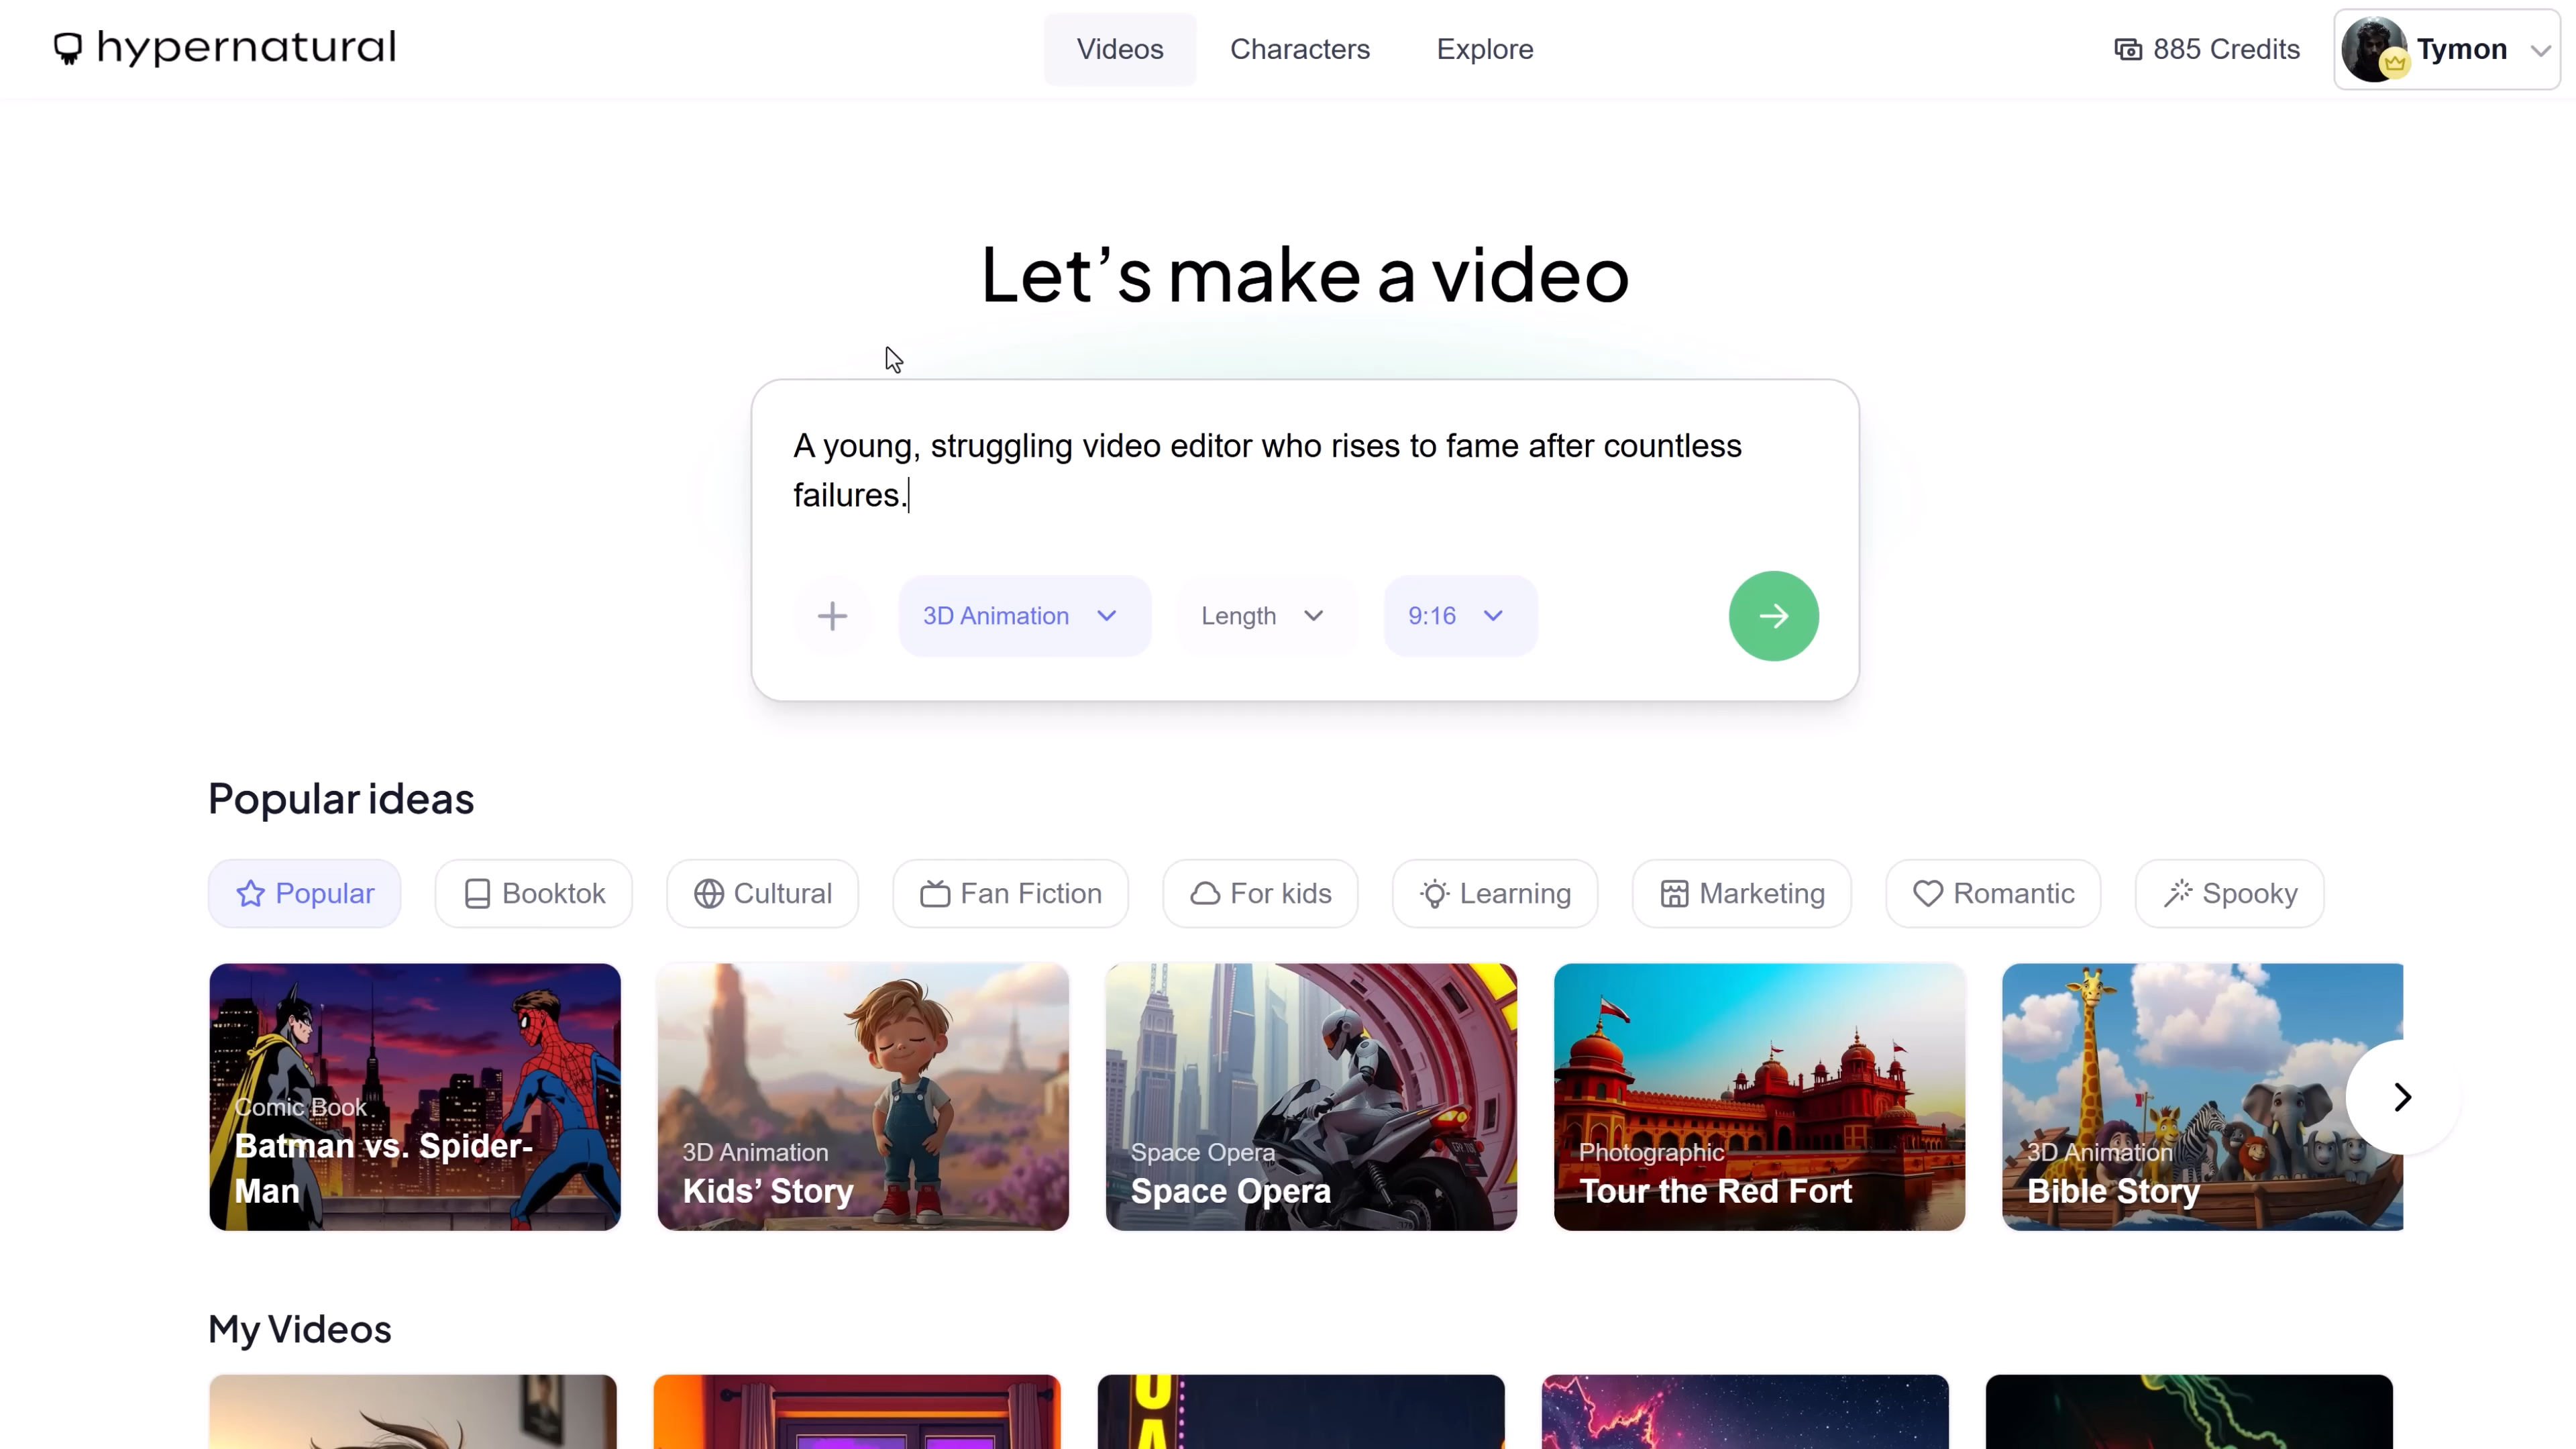 hypernatural
Videos
Characters
Explore
885 Credits
Tymon
Let’s make a video
A young, struggling video editor who rises to fame after countless
failures.
3D Animation
Length
9:16
Popular ideas
Popular
Booktok
Cultural
Fan Fiction
For kids
Learning
Marketing
Romantic
Spooky
Comic Book
Batman vs. Spider-
Man
3D Animation
Kids’ Story
Space Opera
Space Opera
Photographic
Tour the Red Fort
3D Animation
Bible Story
My Videos